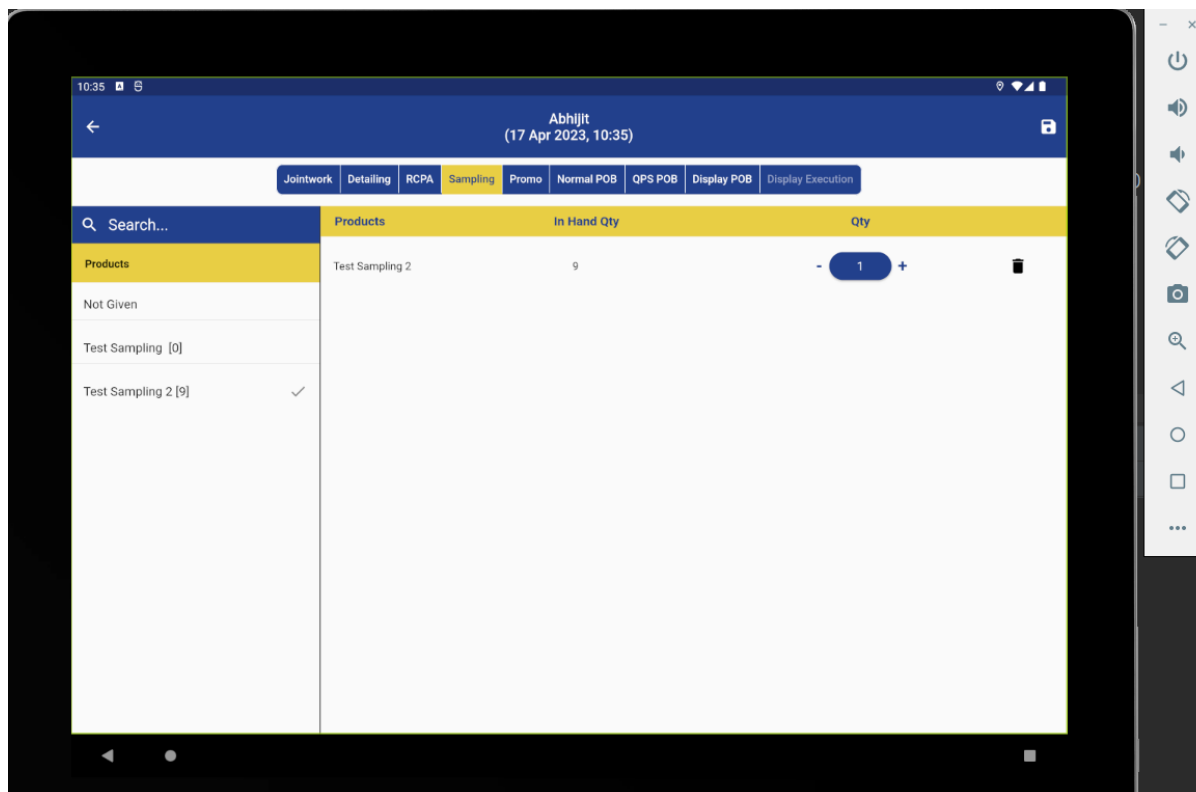 10:35
Abhijit
(17 Apr 2023, 10:35)
Jointwork Detailing RCPA Sampling Promo Normal POB QPS POB Display POB Display Execution
Search...
Products
Not Given
Test Sampling [0]
Test Sampling 2 [9]
Products In Hand Qty Qty
Test Sampling 2 9 - 1 +